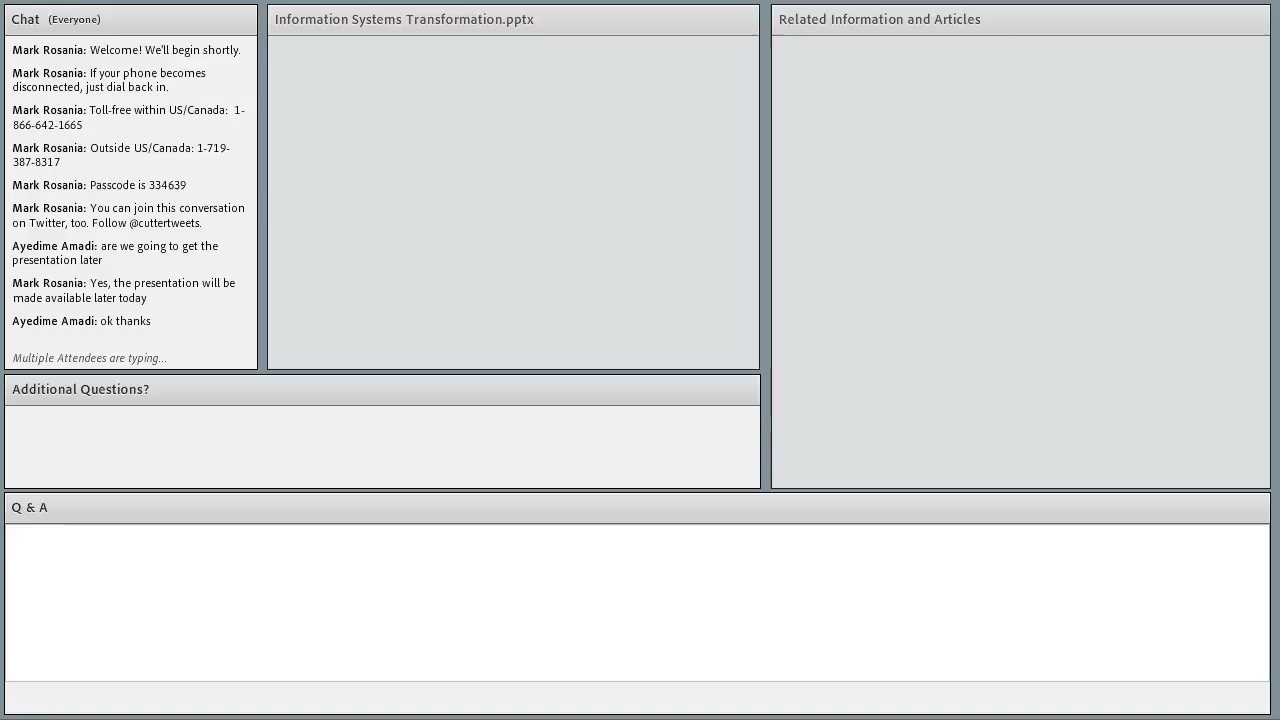 Chat (Everyone)
Mark Rosania: Welcome! We'll begin shortly.
Mark Rosania: If your phone becomes
disconnected, just dial back in.
Mark Rosania: Toll-free within US/Canada: 1-
866-642-1665
Mark Rosania: Outside US/Canada: 1-719-
387-8317
Mark Rosania: Passcode is 334639
Mark Rosania: You can join this conversation
on Twitter, too. Follow @cuttertweets.
Ayedime Amadi: are we going to get the
presentation later
Mark Rosania: Yes, the presentation will be
made available later today
Ayedime Amadi: ok thanks
Multiple Attendees are typing...
Information Systems Transformation.pptx
Related Information and Articles
Additional Questions?
Q & A